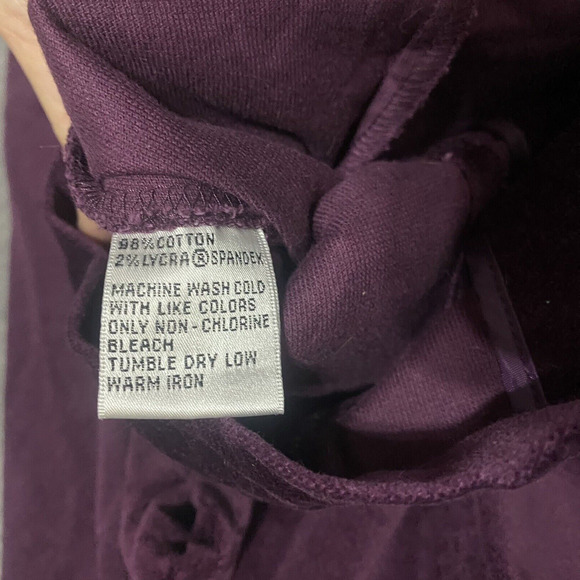 98% COTTON
2% LYCRA® SPANDEX
MACHINE WASH COLD
WITH LIKE COLORS
ONLY NON-CHLORINE
BLEACH
TUMBLE DRY LOW
WARM IRON